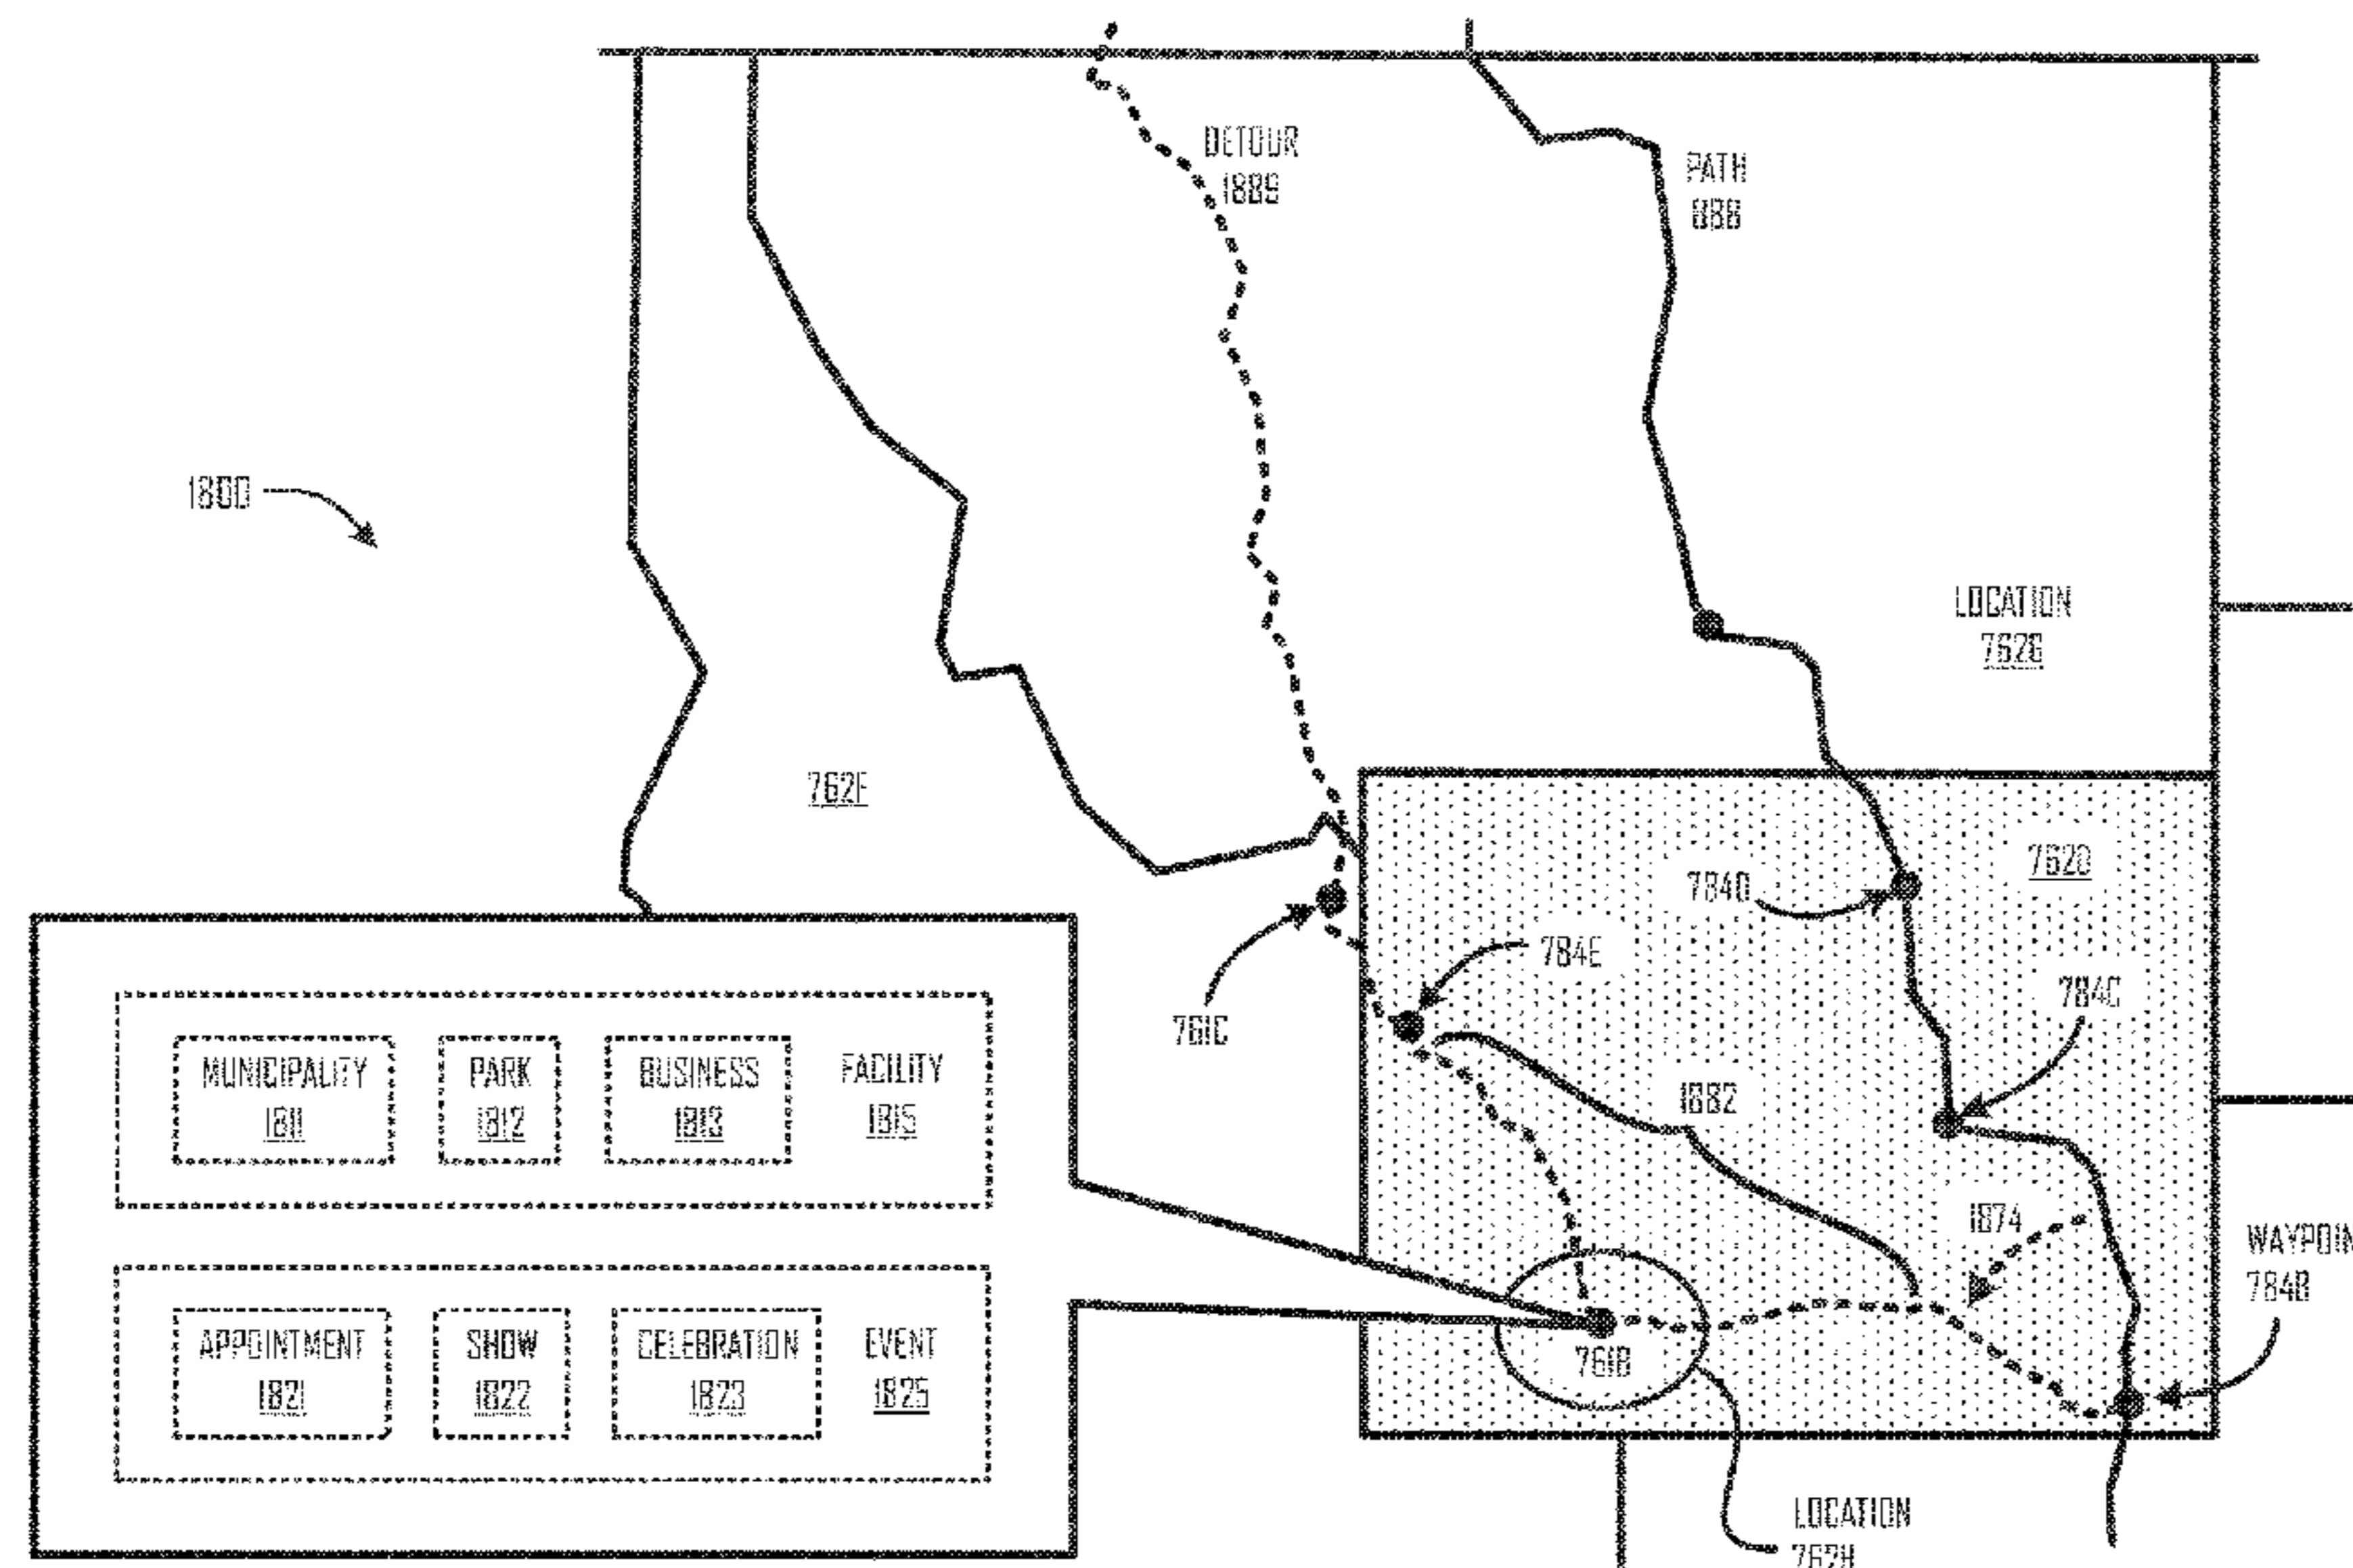 DETOUR
1889
PATH
888
1800
LOCATION
762G
762F
762D
784D
784E
784C
761C
MUNICIPALITY
1811
PARK
1812
BUSINESS
1813
FACILITY
1815
1882
1874
WAYPOIN
784B
APPOINTMENT
1821
SHOW
1822
CELEBRATION
1823
EVENT
1825
761B
LOCATION
762H